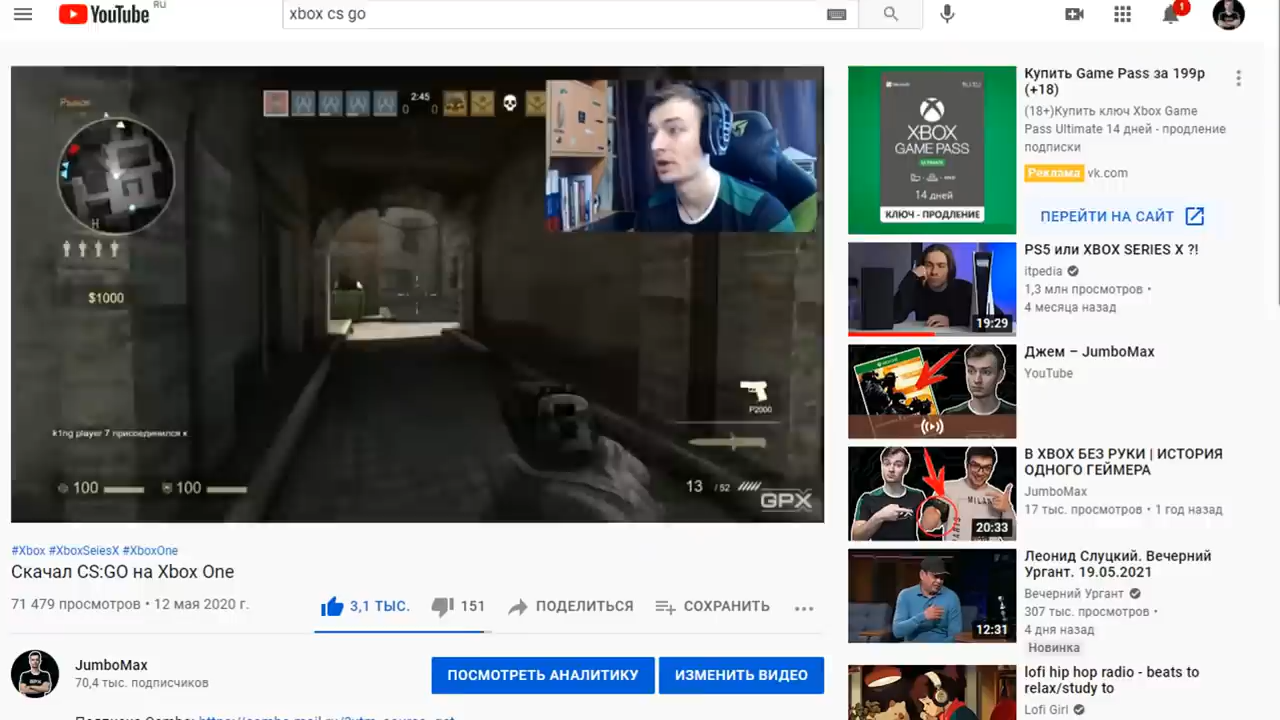 YouTube
RU
xbox cs go
1
Рынок
2:45
0 0
H
$1000
k1ng player 7 присоединился к
100
100
P2000
13 / 52
GPX
#Xbox #XboxSeiesX #XboxOne
Скачал CS:GO на Xbox One
71 479 просмотров • 12 мая 2020 г.
3,1 ТЫС.
151
ПОДЕЛИТЬСЯ
СОХРАНИТЬ
JumboMax
70,4 тыс. подписчиков
ПОСМОТРЕТЬ АНАЛИТИКУ
ИЗМЕНИТЬ ВИДЕО
XBOX
GAME PASS
ULTIMATE
14 дней
КЛЮЧ - ПРОДЛЕНИЕ
Купить Game Pass за 199р
(+18)
(18+)Купить ключ Xbox Game
Pass Ultimate 14 дней - продление
подписки
Реклама vk.com
ПЕРЕЙТИ НА САЙТ
19:29
PS5 или XBOX SERIES X ?!
itpedia
1,3 млн просмотров •
4 месяца назад
Джем – JumboMax
YouTube
20:33
В XBOX БЕЗ РУКИ | ИСТОРИЯ
ОДНОГО ГЕЙМЕРА
JumboMax
17 тыс. просмотров • 1 год назад
12:31
Леонид Слуцкий. Вечерний
Ургант. 19.05.2021
Вечерний Ургант
307 тыс. просмотров •
4 дня назад
Новинка
lofi hip hop radio - beats to
relax/study to
Lofi Girl